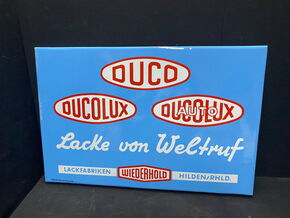 DUCO
DUCOLUX
DUCOLUX
AUTO
Lacke von Weltruf
LACKFABRIKEN WIEDERHOLD HILDEN/RHLD.